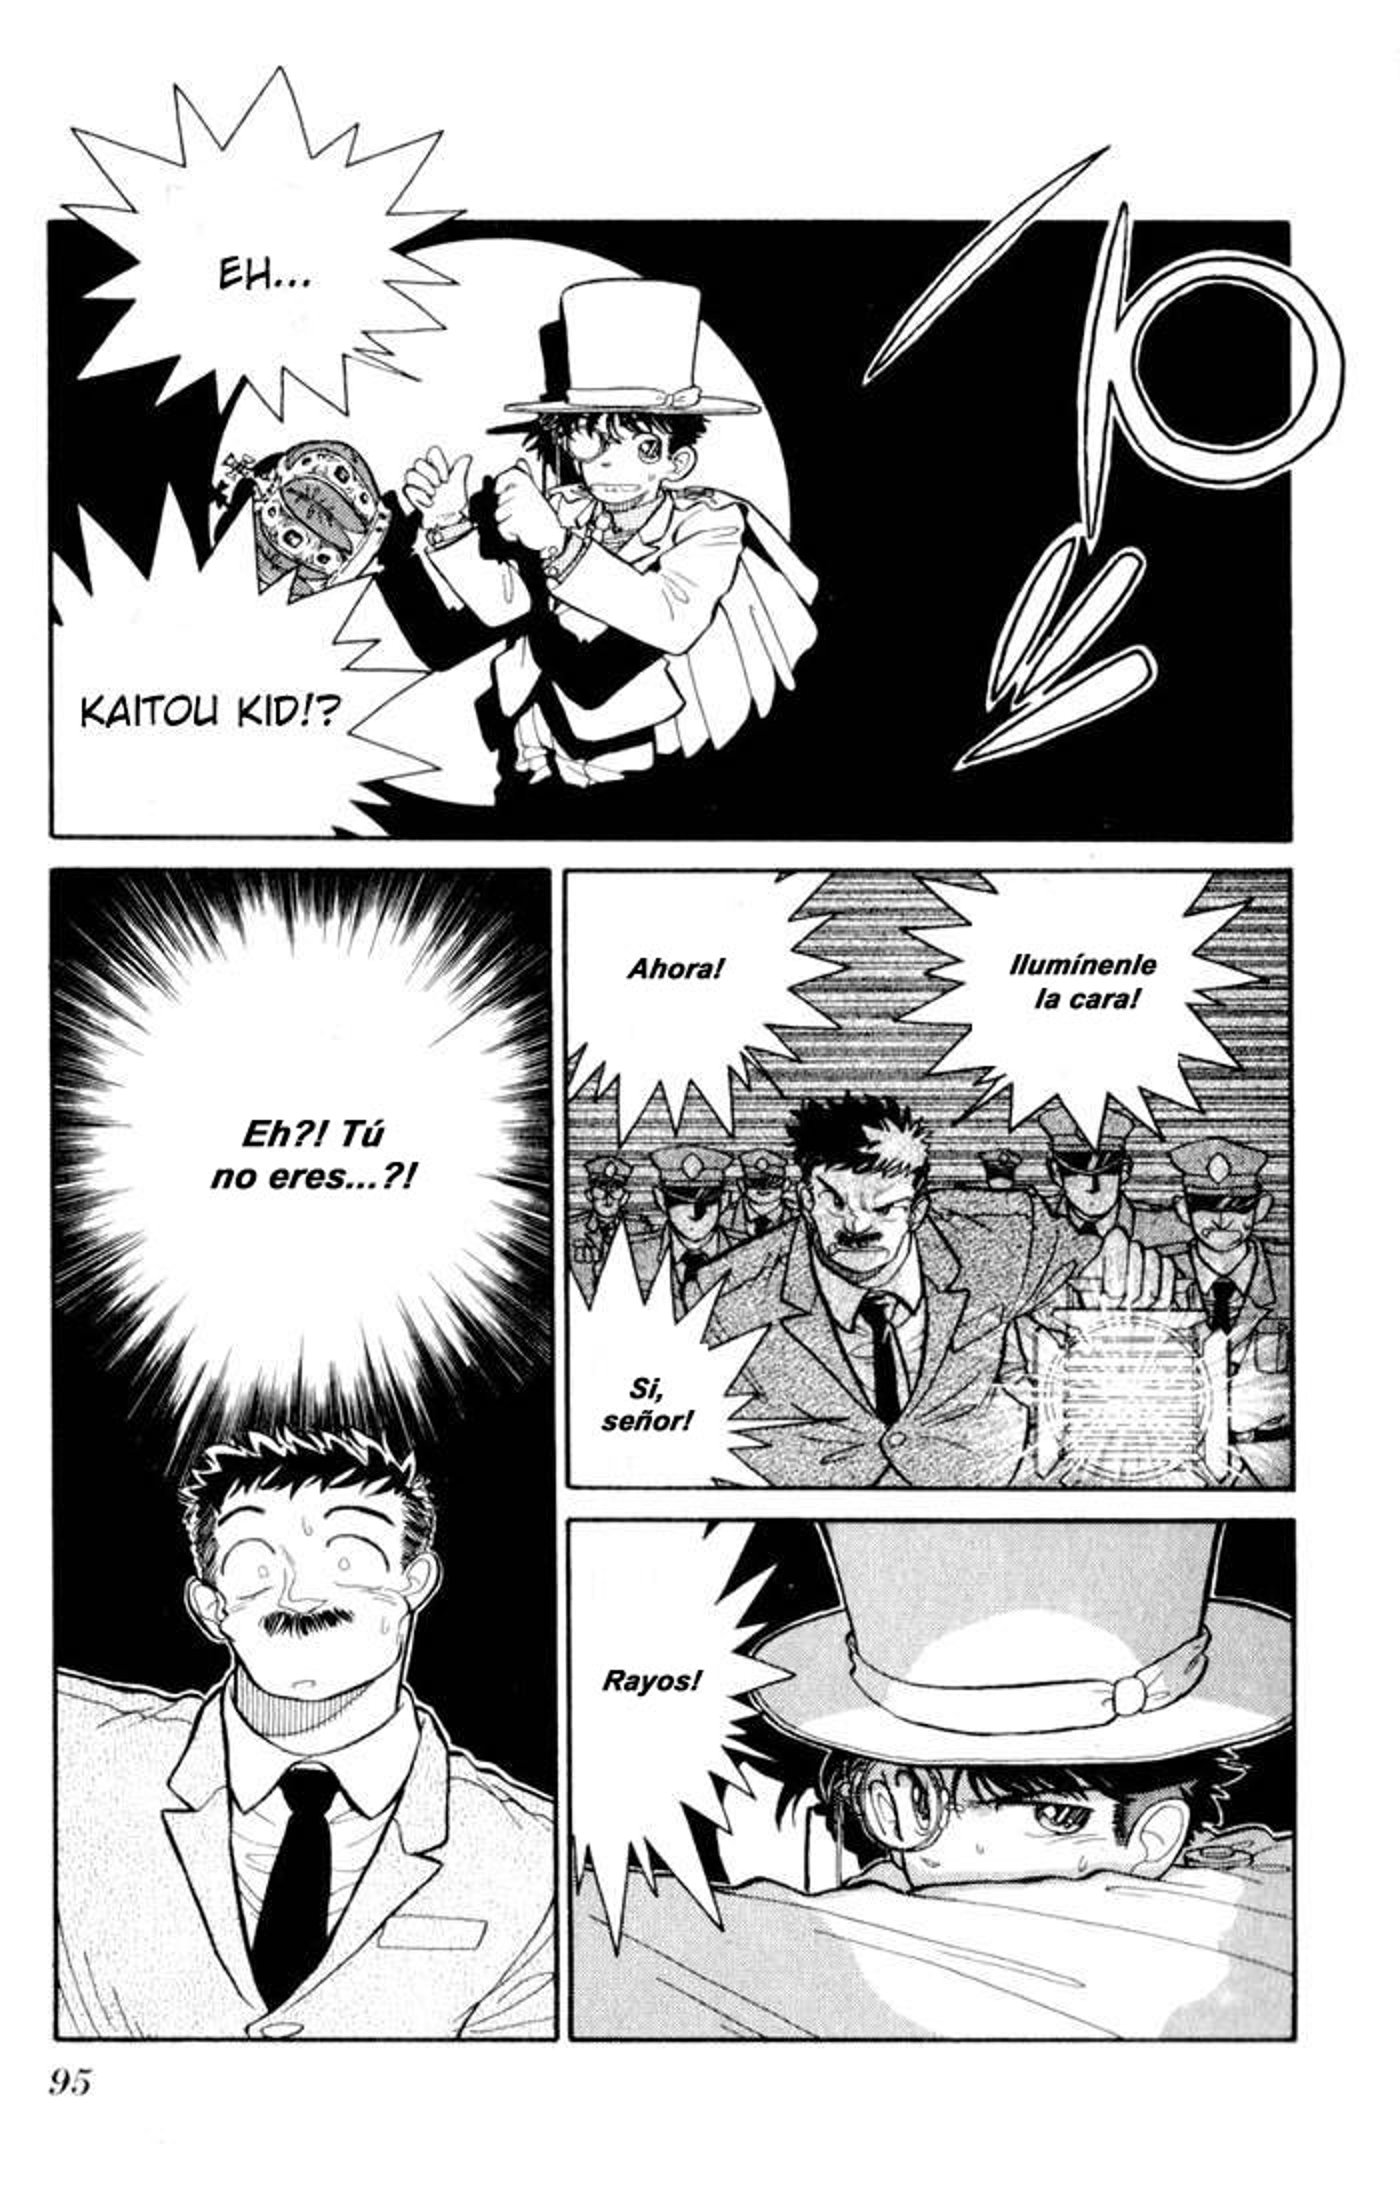 EH...
KAITOU KID!?
Ahora!
Ilumínenle
la cara!
Si,
señor!
Rayos!
Eh?! Tú
no eres...?!
95